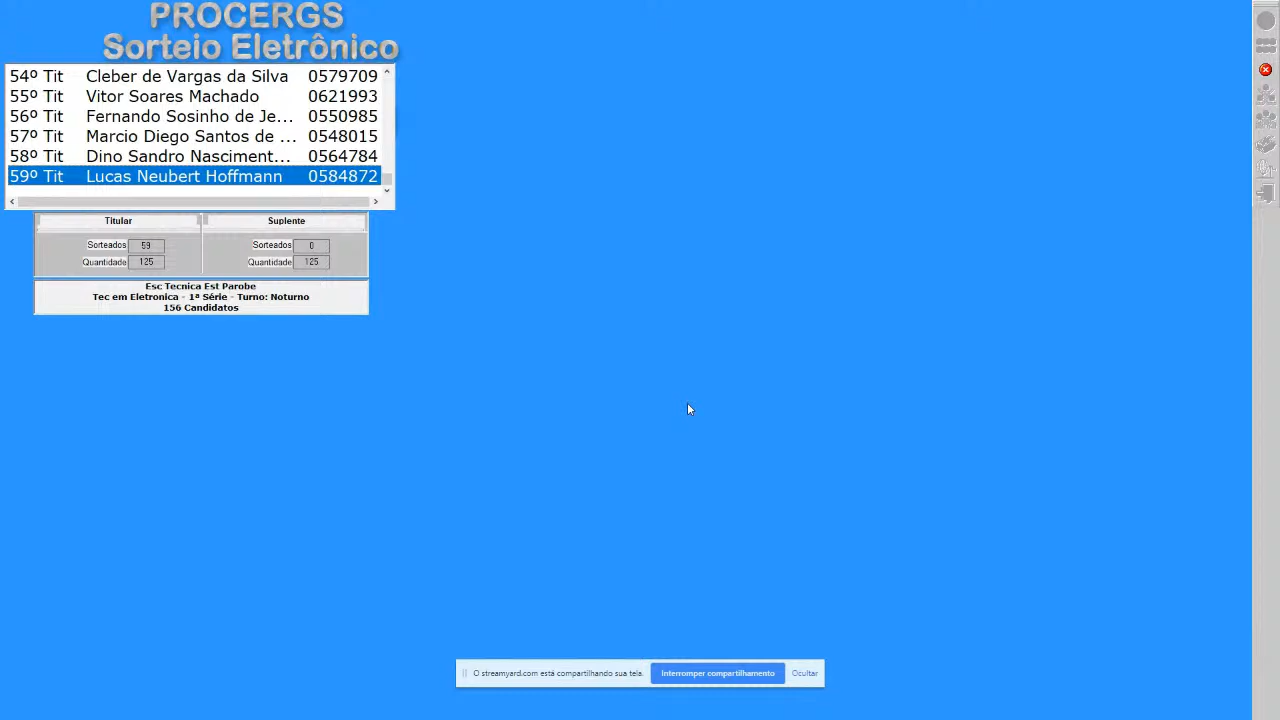 PROCERGS
Sorteio Eletrônico
54º Tit Cleber de Vargas da Silva 0579709
55º Tit Vitor Soares Machado 0621993
56º Tit Fernando Sosinho de Je... 0550985
57º Tit Marcio Diego Santos de ... 0548015
58º Tit Dino Sandro Nasciment... 0564784
59º Tit Lucas Neubert Hoffmann 0584872
Titular Suplente
Sorteados 59 Sorteados 0
Quantidade 125 Quantidade 125
Esc Tecnica Est Parobe
Tec em Eletronica - 1ª Série - Turno: Noturno
156 Candidatos
O streamyard.com está compartilhando sua tela. Interromper compartilhamento Ocultar